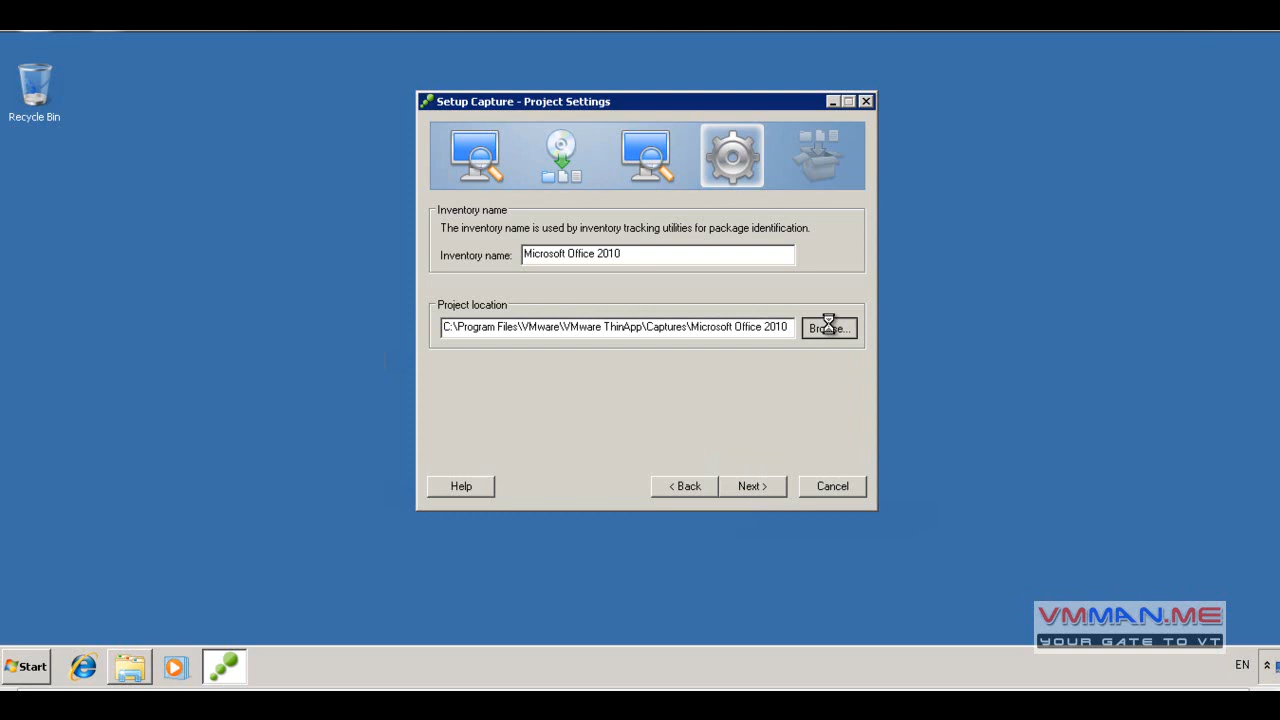 Recycle Bin
Setup Capture - Project Settings
Inventory name
The inventory name is used by inventory tracking utilities for package identification.
Inventory name: Microsoft Office 2010
Project location
C:\Program Files\VMware\VMware ThinApp\Captures\Microsoft Office 2010 Browse...
Help < Back Next > Cancel
VMMAN.ME
YOUR GATE TO VT
Start EN